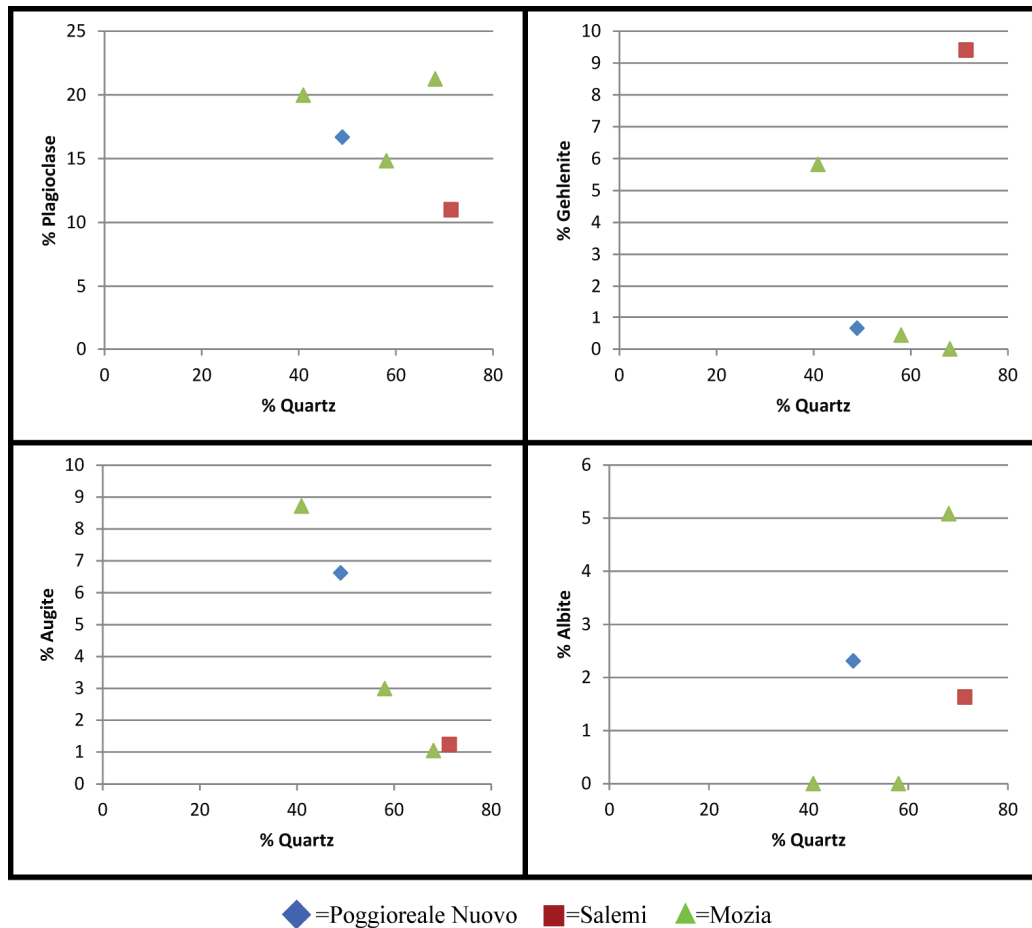 25
20
15
10
5
0
0 20 40 60 80
% Plagioclase
% Quartz
10
9
8
7
6
5
4
3
2
1
0
0 20 40 60 80
% Gehlenite
% Quartz
10
9
8
7
6
5
4
3
2
1
0
0 20 40 60 80
% Augite
% Quartz
6
5
4
3
2
1
0
0 20 40 60 80
% Albite
% Quartz
=Poggioreale Nuovo =Salemi =Mozia